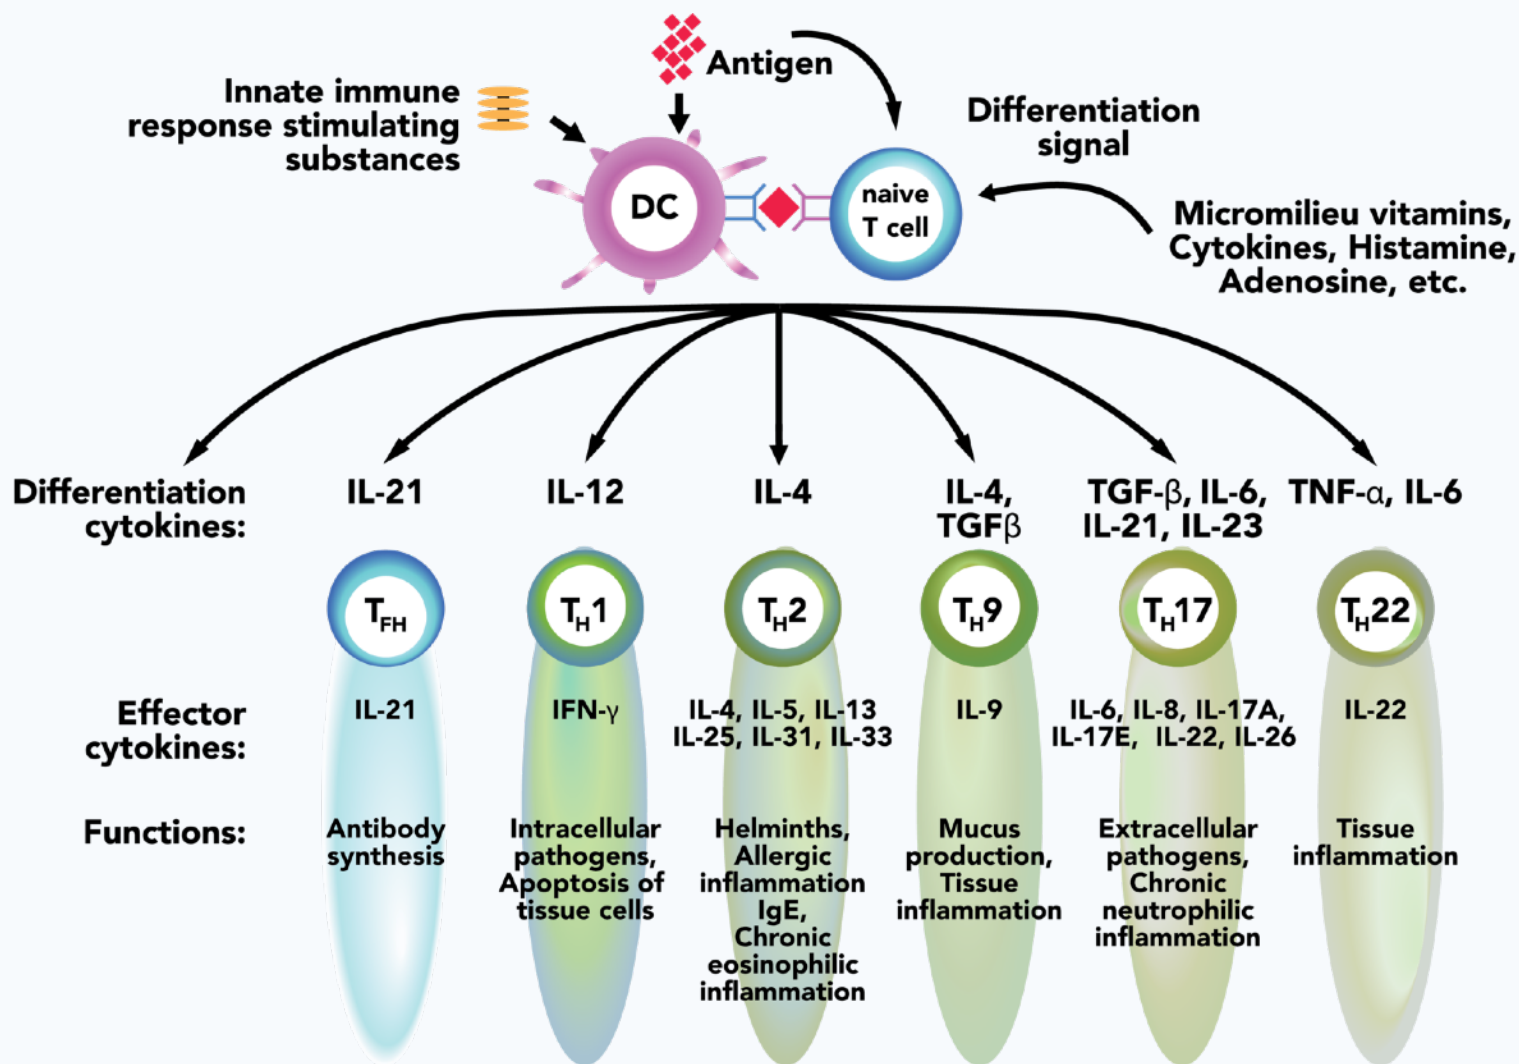 Antigen
Innate immune
response stimulating
substances
Differentiation
signal
DC
naive
T cell
Micromilieu vitamins,
Cytokines, Histamine,
Adenosine, etc.
Differentiation
cytokines:
IL-21
IL-12
IL-4
IL-4,
TGFβ
TGF-β, IL-6,
IL-21, IL-23
TNF-α, IL-6
TFH
TH1
TH2
TH9
TH17
TH22
Effector
cytokines:
IL-21
IFN-γ
IL-4, IL-5, IL-13
IL-25, IL-31, IL-33
IL-9
IL-6, IL-8, IL-17A,
IL-17E, IL-22, IL-26
IL-22
Functions:
Antibody
synthesis
Intracellular
pathogens,
Apoptosis of
tissue cells
Helminths,
Allergic
inflammation
IgE,
Chronic
eosinophilic
inflammation
Mucus
production,
Tissue
inflammation
Extracellular
pathogens,
Chronic
neutrophilic
inflammation
Tissue
inflammation